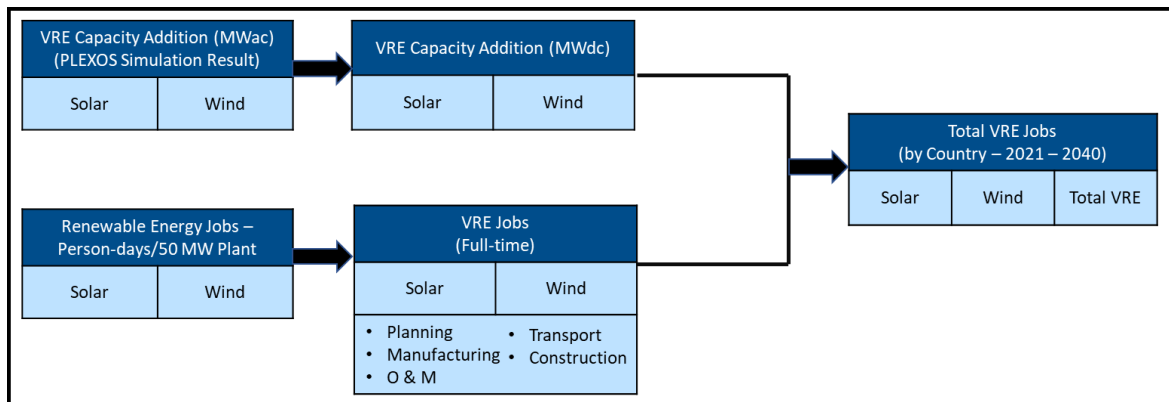 VRE Capacity Addition (MWac)
(PLEXOS Simulation Result)
Solar
Wind
VRE Capacity Addition (MWdc)
Solar
Wind
Renewable Energy Jobs –
Person-days/50 MW Plant
Solar
Wind
VRE Jobs
(Full-time)
Solar
Wind
• Planning
• Manufacturing
• O & M
• Transport
• Construction
Total VRE Jobs
(by Country – 2021 – 2040)
Solar
Wind
Total VRE